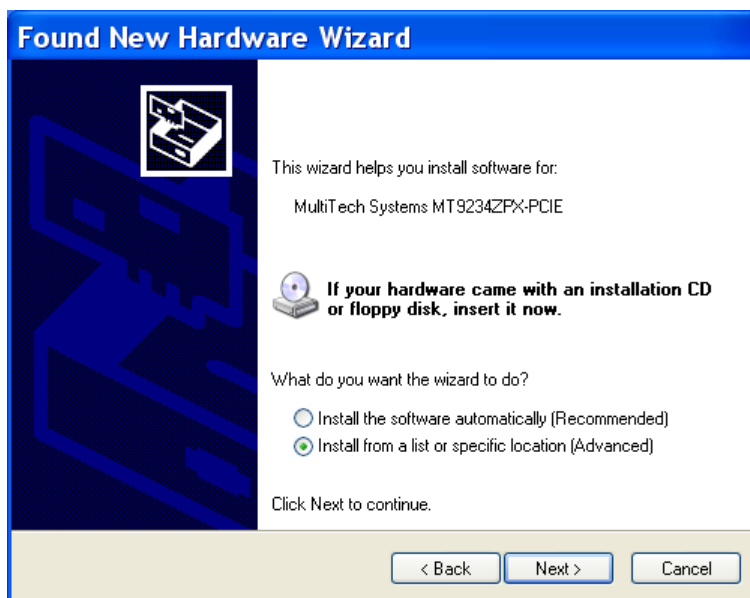 Found New Hardware Wizard
This wizard helps you install software for:
MultiTech Systems MT9234ZPX-PCIE
If your hardware came with an installation CD
or floppy disk, insert it now.
What do you want the wizard to do?
Install the software automatically (Recommended)
Install from a list or specific location (Advanced)
Click Next to continue.
< Back
Next >
Cancel